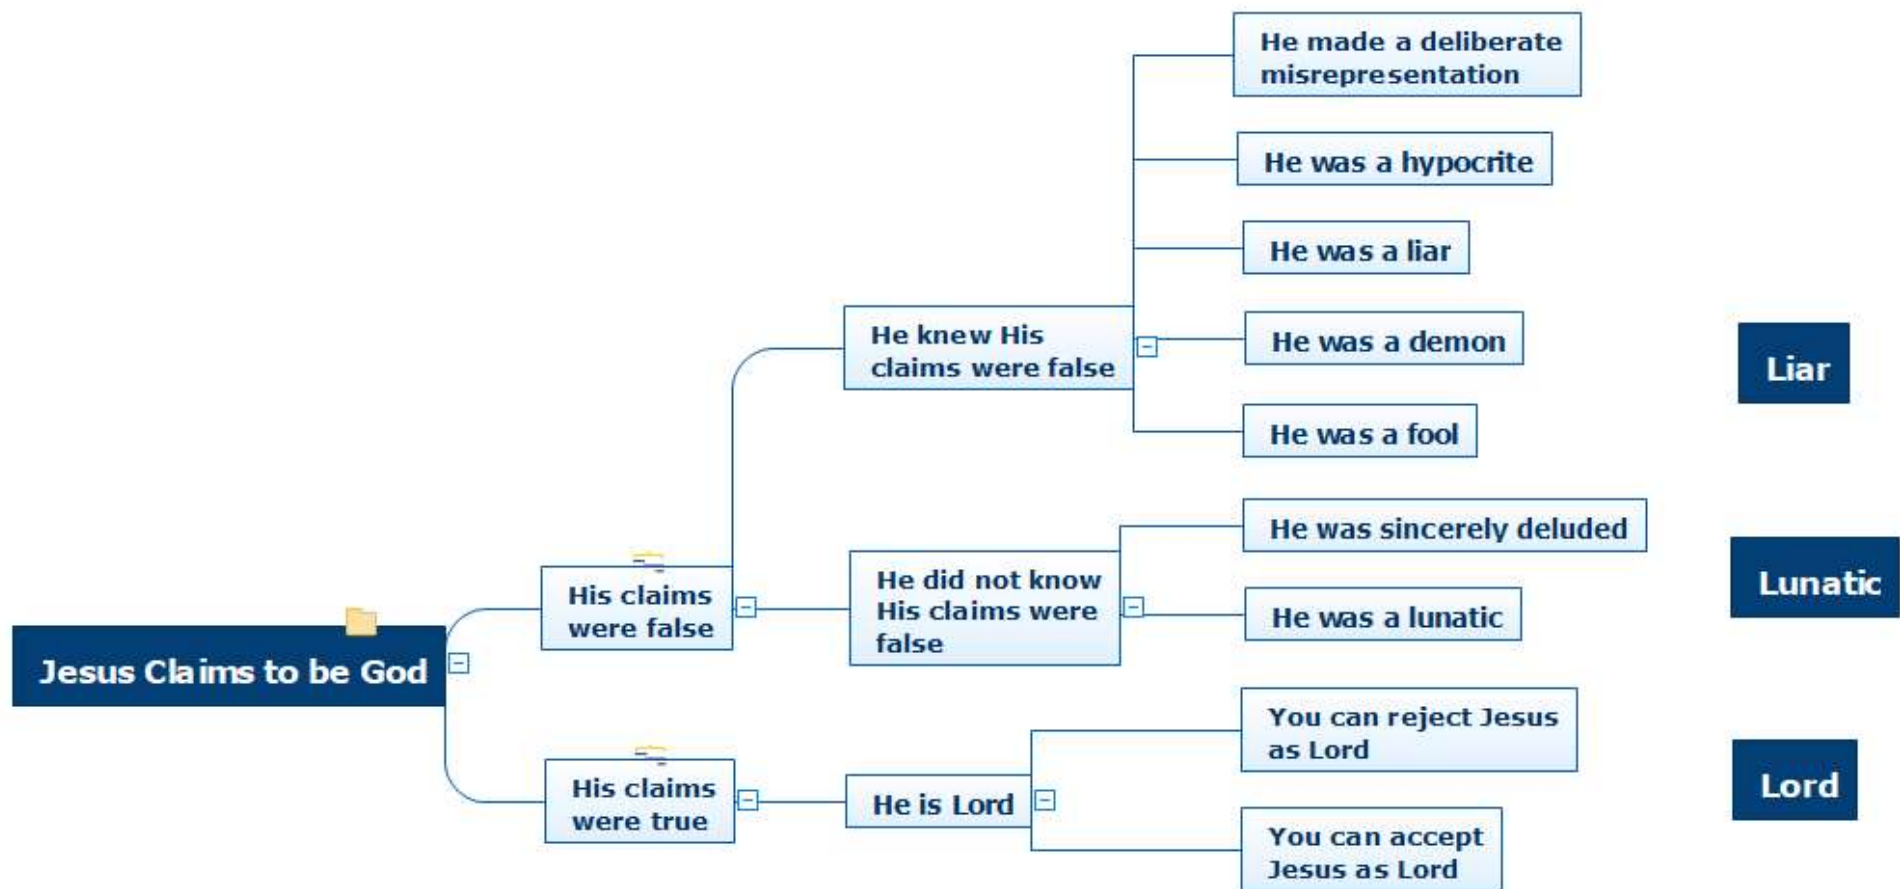 He made a deliberate
misrepresentation
He was a hypocrite
He was a liar
He knew His
claims were false
He was a demon
Liar
He was a fool
He was sincerely deluded
His claims
were false
He did not know
His claims were
false
Lunatic
He was a lunatic
Jesus Claims to be God
You can reject Jesus
as Lord
His claims
were true
He is Lord
Lord
You can accept
Jesus as Lord